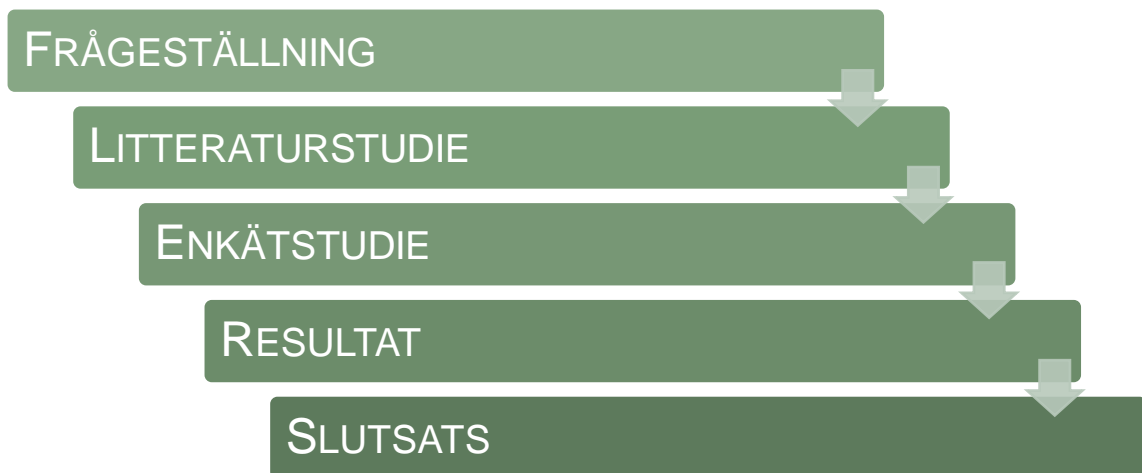 FRÅGESTÄLLNING
LITTERATURSTUDIE
ENKÄTSTUDIE
RESULTAT
SLUTSATS